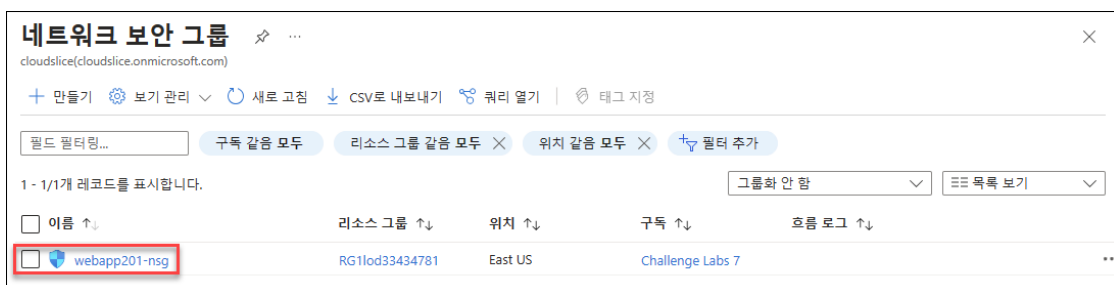 네트워크 보안 그룹
cloudslice(cloudslice.onmicrosoft.com)
만들기 보기 관리 새로 고침 CSV로 내보내기 쿼리 열기 태그 지정
필드 필터링... 구독 같음 모두 리소스 그룹 같음 모두 위치 같음 모두 필터 추가
1 - 1/1개 레코드를 표시합니다. 그룹화 안 함 목록 보기
이름 리소스 그룹 위치 구독 흐름 로그
webapp201-nsg RG1lod33434781 East US Challenge Labs 7